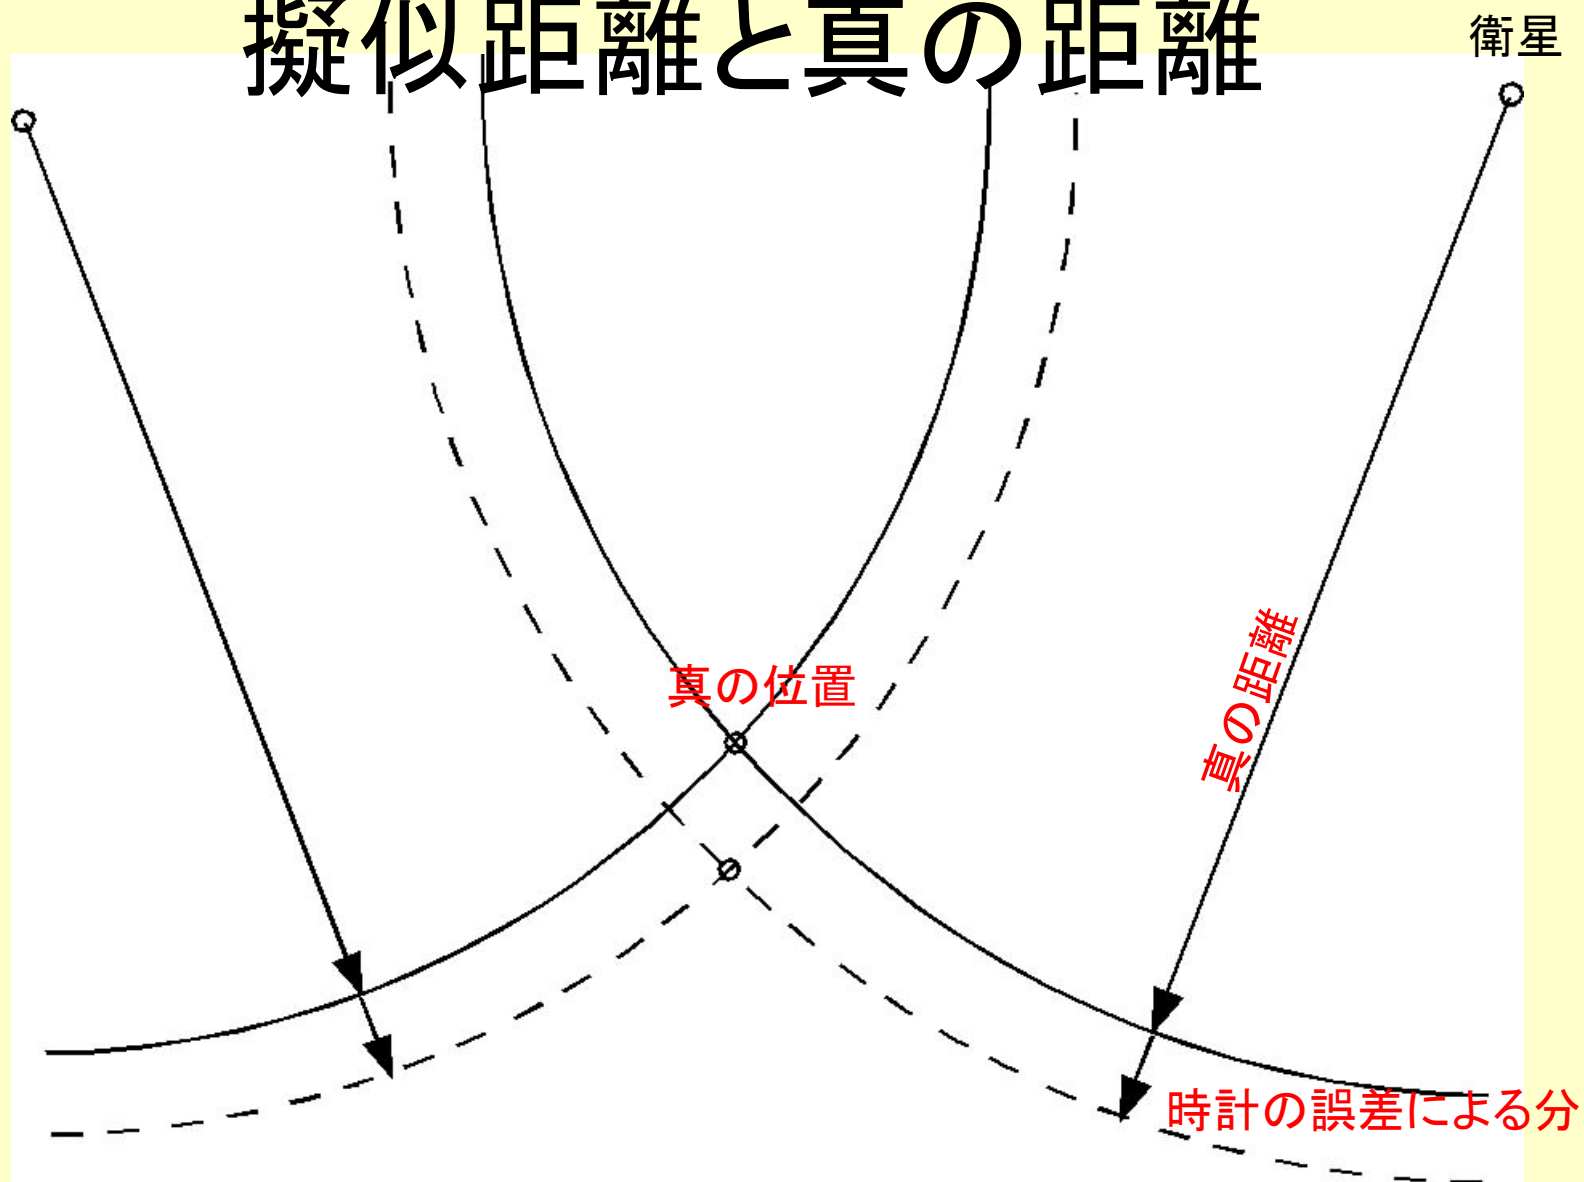 擬似距離と真の距離
衛星
真の位置
真の距離
時計の誤差による分